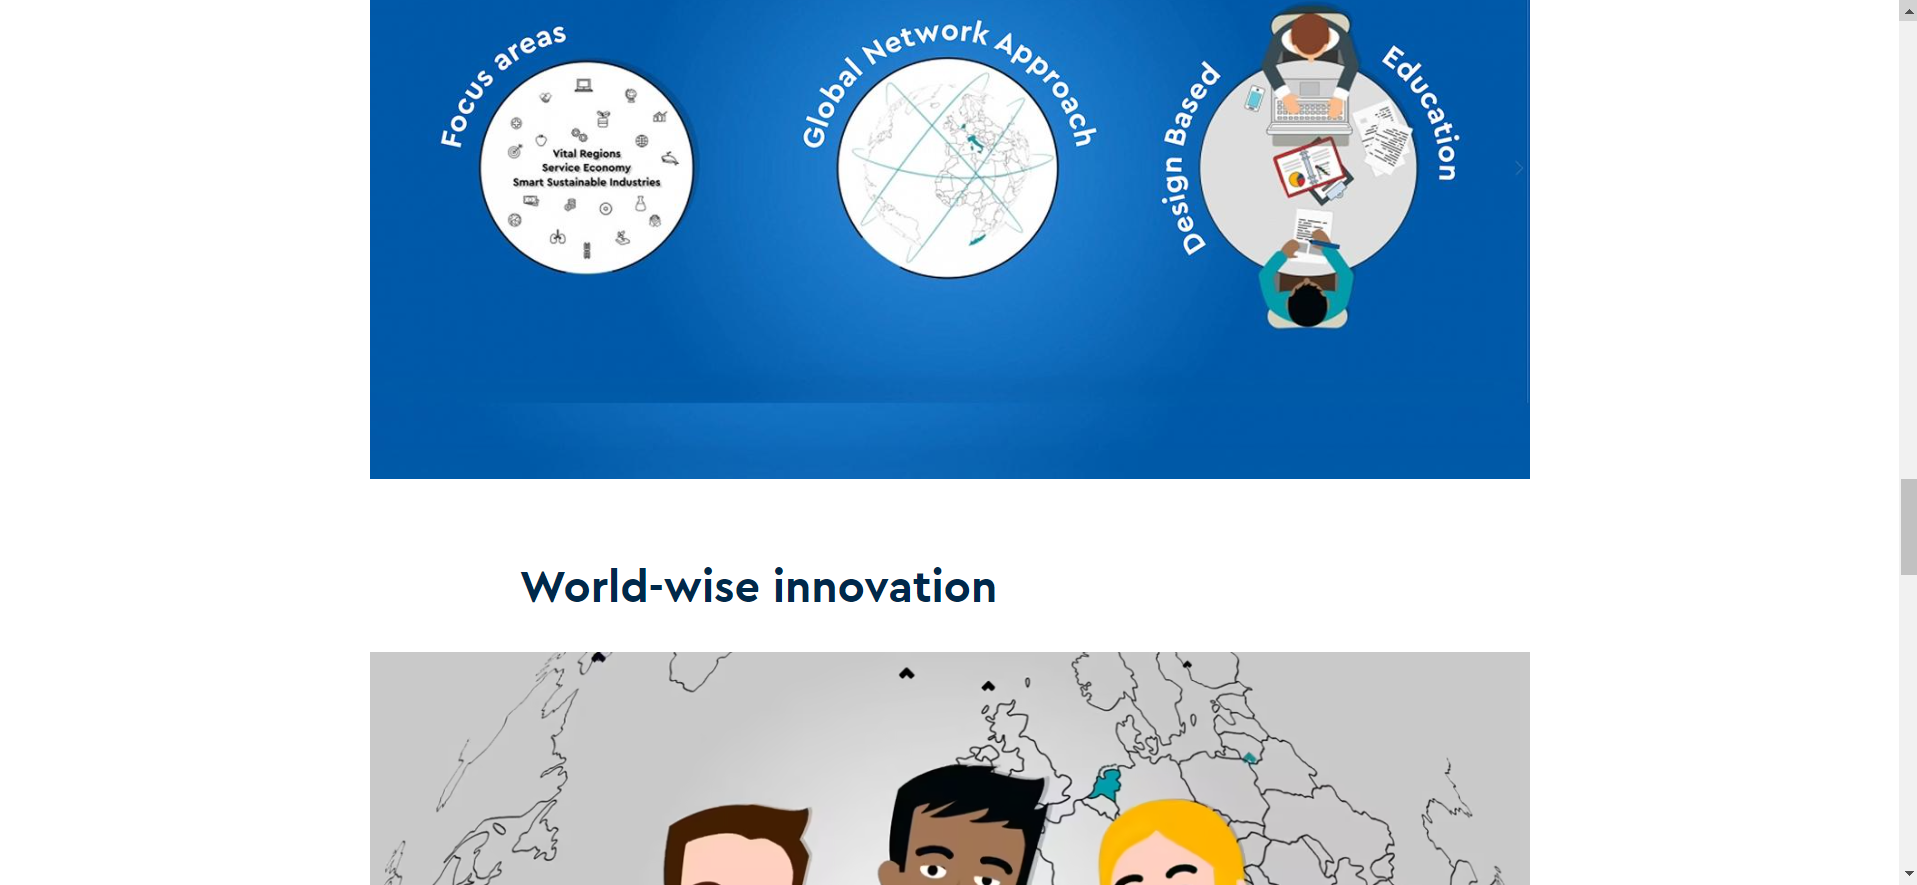 Focus areas
Vital Regions
Service Economy
Smart Sustainable Industries
Global Network Approach
Design Based Education
World-wise innovation